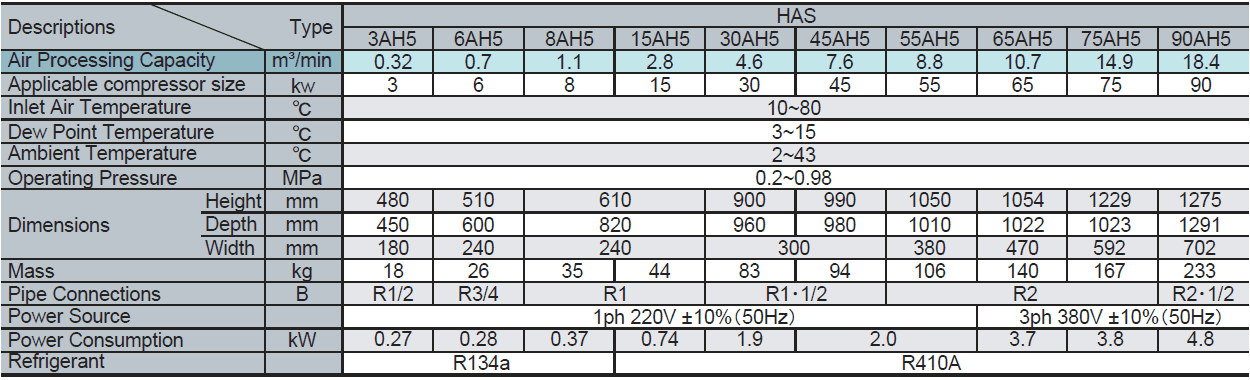 Descriptions Type HAS
3AH5 6AH5 8AH5 15AH5 30AH5 45AH5 55AH5 65AH5 75AH5 90AH5
Air Processing Capacity m³/min 0.32 0.7 1.1 2.8 4.6 7.6 8.8 10.7 14.9 18.4
Applicable compressor size kw 3 6 8 15 30 45 55 65 75 90
Inlet Air Temperature ℃ 10~80
Dew Point Temperature ℃ 3~15
Ambient Temperature ℃ 2~43
Operating Pressure MPa 0.2~0.98
Dimensions Height mm 480 510 610 900 990 1050 1054 1229 1275
Depth mm 450 600 820 960 980 1010 1022 1023 1291
Width mm 180 240 240 300 380 470 592 702
Mass kg 18 26 35 44 83 94 106 140 167 233
Pipe Connections B R1/2 R3/4 R1 R1・1/2 R2 R2・1/2
Power Source 1ph 220V ±10%(50Hz) 3ph 380V ±10%(50Hz)
Power Consumption kW 0.27 0.28 0.37 0.74 1.9 2.0 3.7 3.8 4.8
Refrigerant R134a R410A